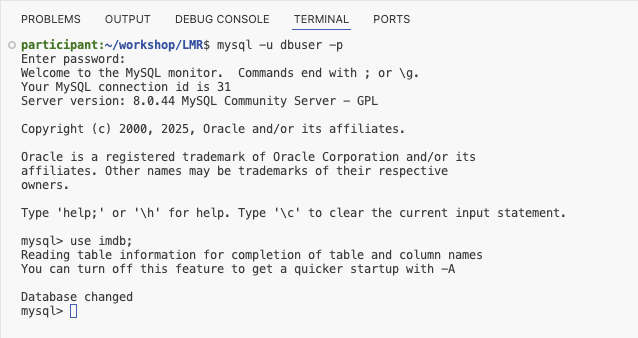 PROBLEMS OUTPUT DEBUG CONSOLE TERMINAL PORTS
participant:~/workshop/LMR$ mysql -u dbuser -p
Enter password:
Welcome to the MySQL monitor.  Commands end with ; or \g.
Your MySQL connection id is 31
Server version: 8.0.44 MySQL Community Server - GPL

Copyright (c) 2000, 2025, Oracle and/or its affiliates.

Oracle is a registered trademark of Oracle Corporation and/or its
affiliates. Other names may be trademarks of their respective
owners.

Type 'help;' or '\h' for help. Type '\c' to clear the current input statement.

mysql> use imdb;
Reading table information for completion of table and column names
You can turn off this feature to get a quicker startup with -A

Database changed
mysql>